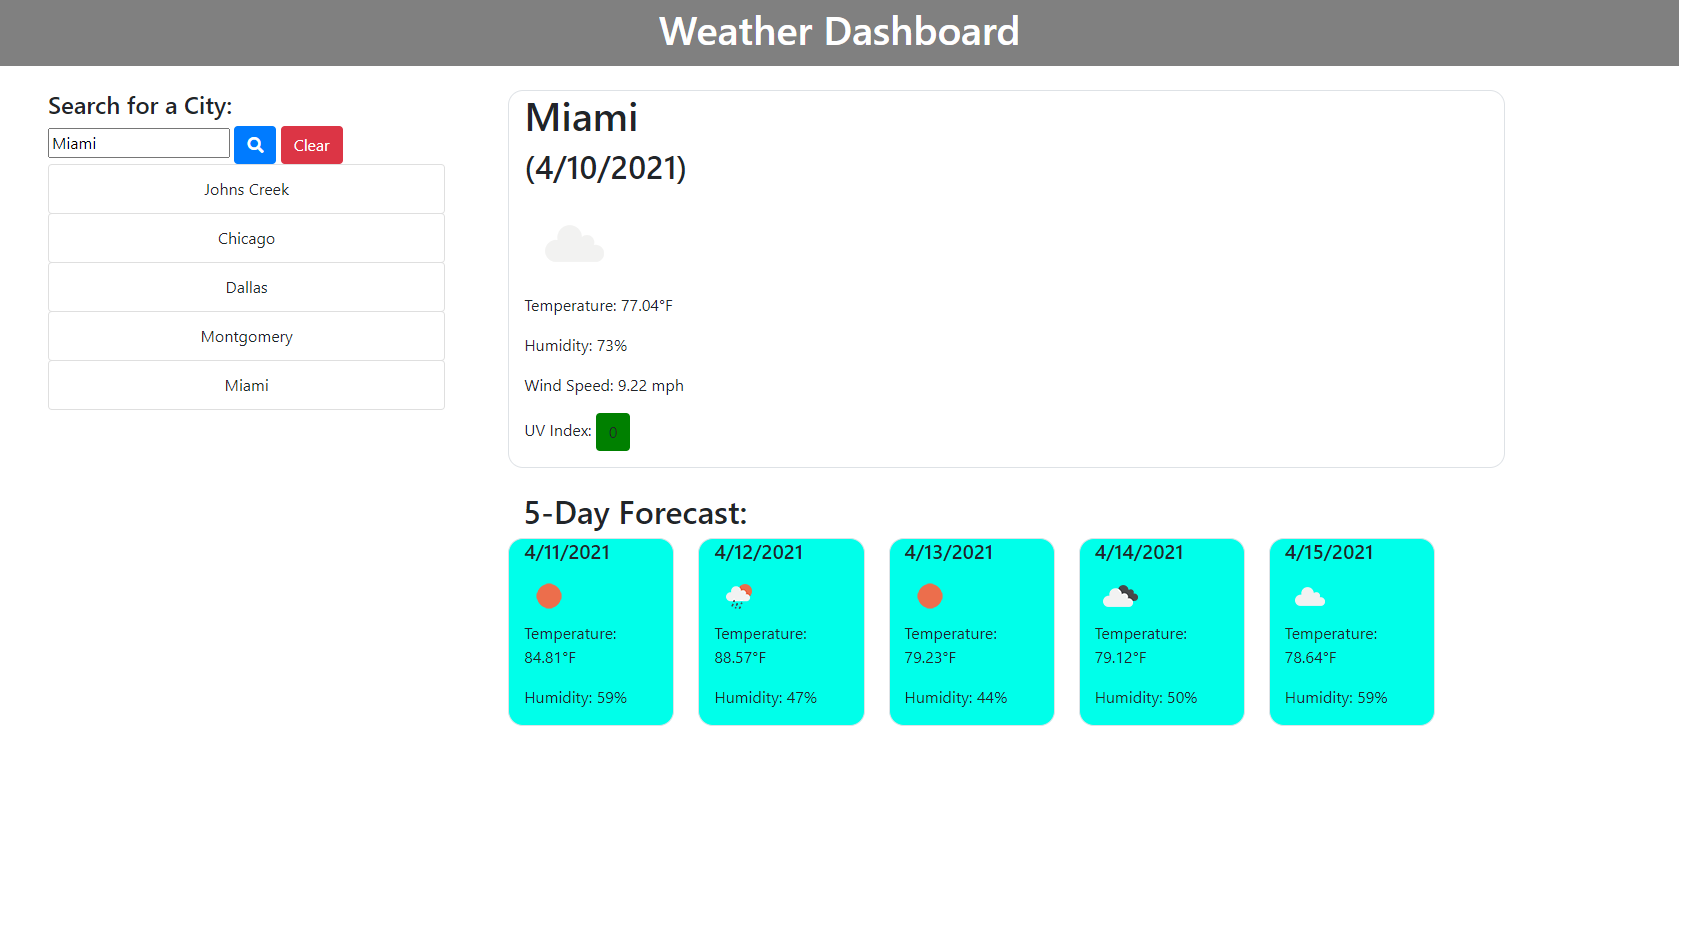 Weather Dashboard
Search for a City:
Miami
Clear
Johns Creek
Chicago
Dallas
Montgomery
Miami
Miami
(4/10/2021)
Temperature: 77.04°F
Humidity: 73%
Wind Speed: 9.22 mph
UV Index: 0
5-Day Forecast:
4/11/2021
Temperature:
84.81°F
Humidity: 59%
4/12/2021
Temperature:
88.57°F
Humidity: 47%
4/13/2021
Temperature:
79.23°F
Humidity: 44%
4/14/2021
Temperature:
79.12°F
Humidity: 50%
4/15/2021
Temperature:
78.64°F
Humidity: 59%